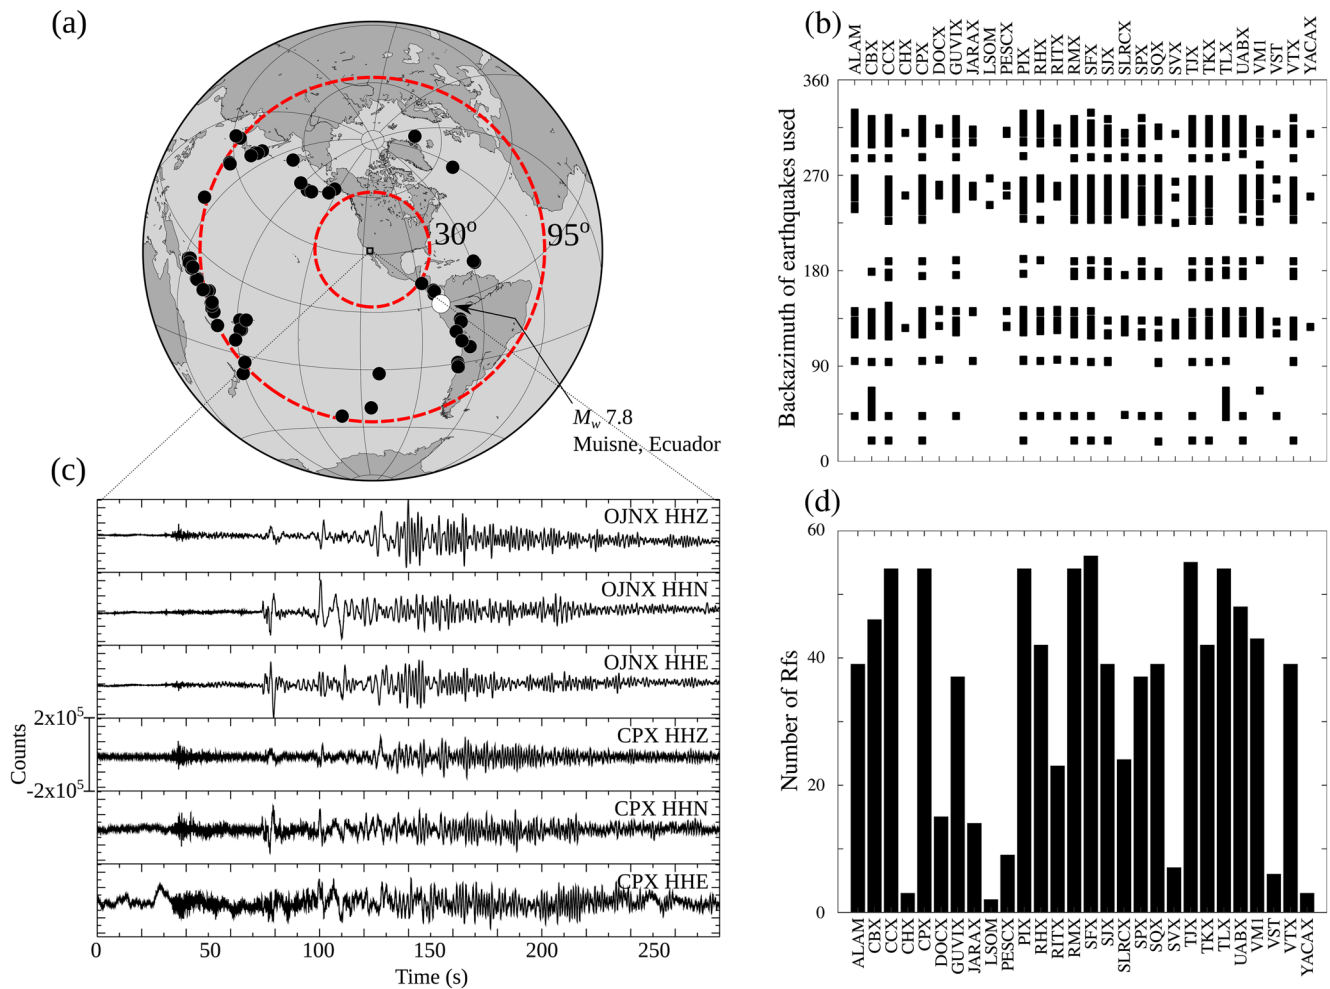 (a)
30º
95º
Mw 7.8
Muisne, Ecuador
(b)
ALAM
CBX
CCX
CHX
CPX
DOCX
GUVIX
JARAX
LSOM
PESCX
PIX
RHX
RITX
RMX
SFX
SJX
SLRCX
SPX
SQX
SVX
TJX
TKX
TLX
UABX
VM1
VST
VTX
YACAX
Backazimuth of earthquakes used
360
270
180
90
0
(c)
OJNX HHZ
OJNX HHN
OJNX HHE
CPX HHZ
CPX HHN
CPX HHE
Counts
2x10⁵
-2x10⁵
0
50
100
150
200
250
Time (s)
(d)
Number of Rfs
60
40
20
0
ALAM
CBX
CCX
CHX
CPX
DOCX
GUVIX
JARAX
LSOM
PESCX
PIX
RHX
RITX
RMX
SFX
SJX
SLRCX
SPX
SQX
SVX
TJX
TKX
TLX
UABX
VM1
VST
VTX
YACAX